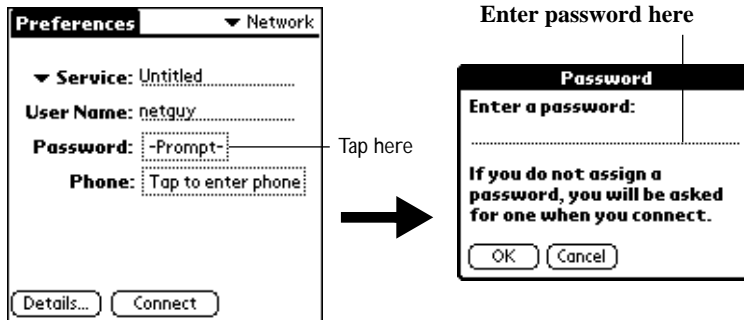 Preferences
Network
Service: Untitled
User Name: netguy
Password: -Prompt-
Tap here
Phone: Tap to enter phone
Details...
Connect
Enter password here
Password
Enter a password:
If you do not assign a
password, you will be asked
for one when you connect.
OK
Cancel